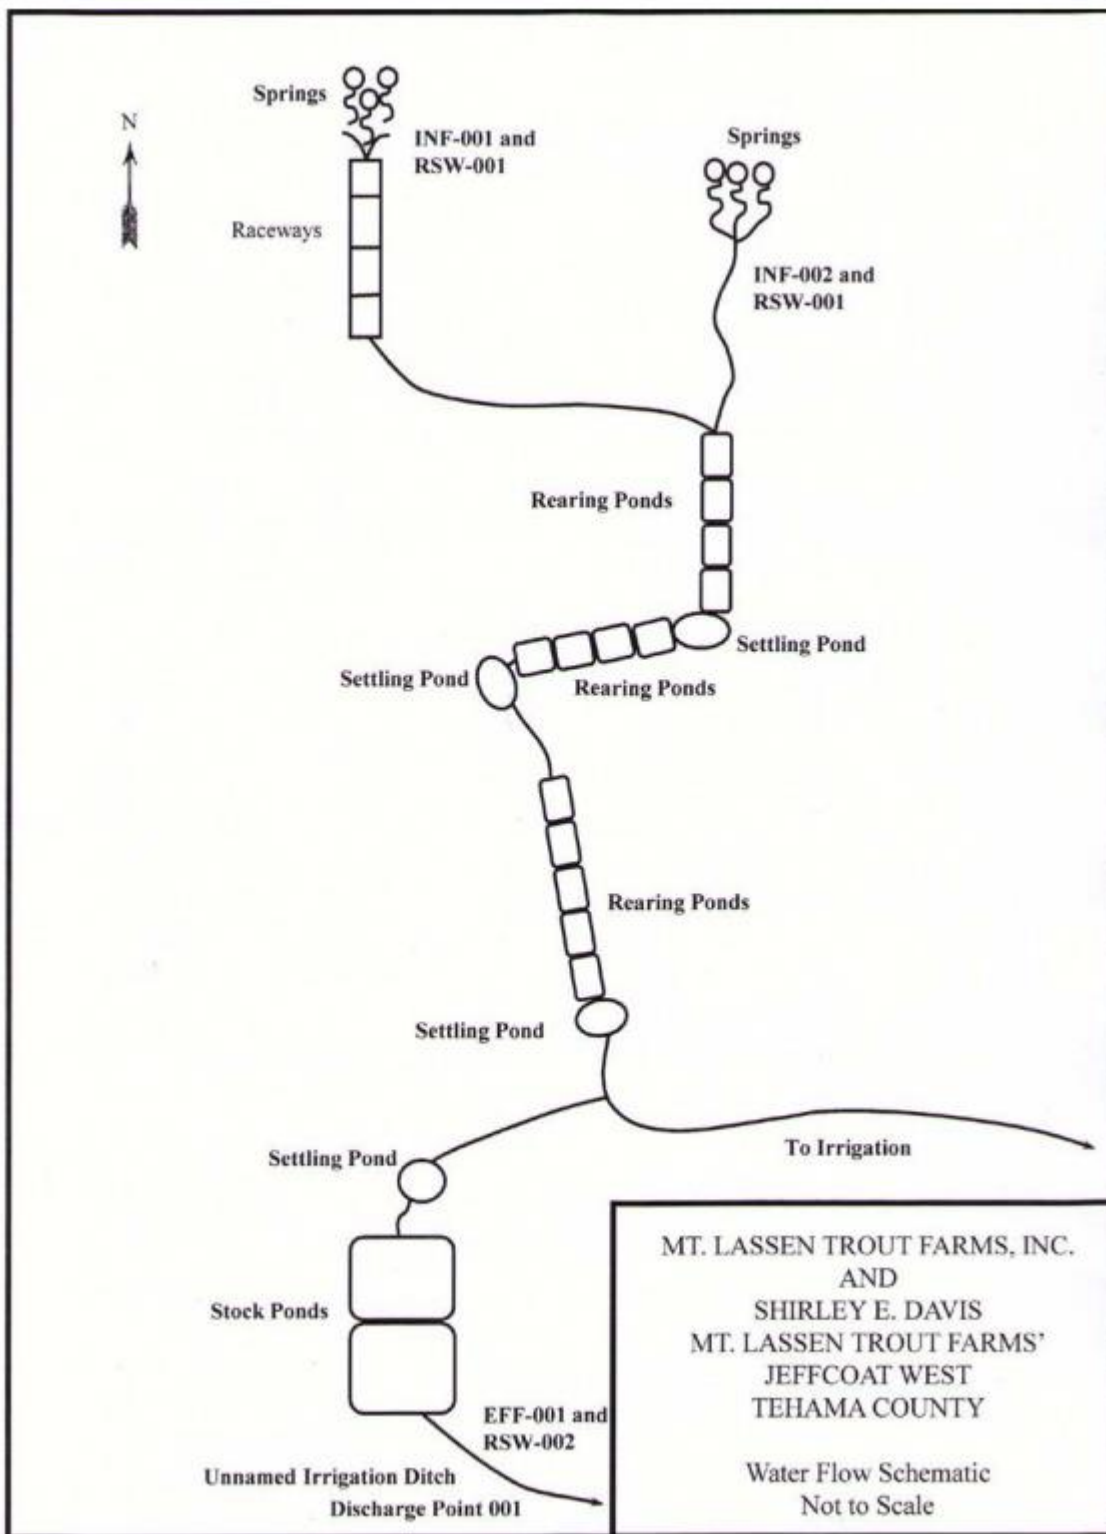 Springs
N
INF-001 and
RSW-001
Springs
Raceways
INF-002 and
RSW-001
Rearing Ponds
Settling Pond
Settling Pond
Rearing Ponds
Rearing Ponds
Settling Pond
To Irrigation
Settling Pond
Stock Ponds
EFF-001 and
RSW-002
Unnamed Irrigation Ditch
Discharge Point 001
MT. LASSEN TROUT FARMS, INC.
AND
SHIRLEY E. DAVIS
MT. LASSEN TROUT FARMS’
JEFFCOAT WEST
TEHAMA COUNTY
Water Flow Schematic
Not to Scale